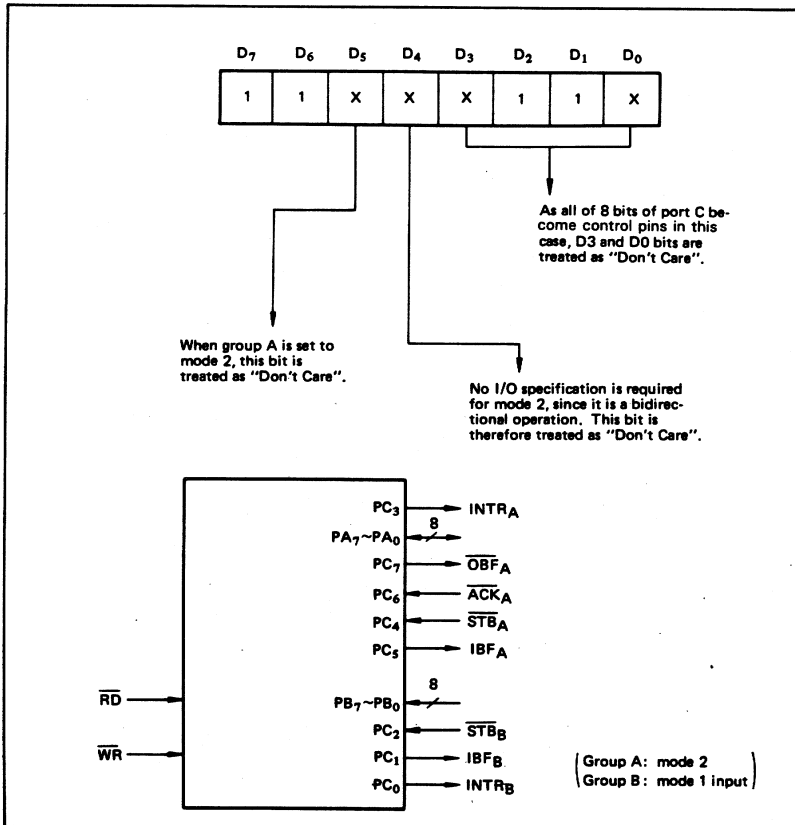 D7 D6 D5 D4 D3 D2 D1 D0
1 1 X X X 1 1 X
As all of 8 bits of port C be-
come control pins in this
case, D3 and D0 bits are
treated as "Don't Care".
When group A is set to
mode 2, this bit is
treated as "Don't Care".
No I/O specification is required
for mode 2, since it is a bidirec-
tional operation. This bit is
therefore treated as "Don't Care".
PC3 INTRA
8
PA7~PA0
PC7 OBFA
PC6 ACKA
PC4 STBA
PC5 IBFA
8
RD PB7~PB0
PC2 STBB
WR PC1 IBFB
PC0 INTRB
(Group A: mode 2
Group B: mode 1 input)